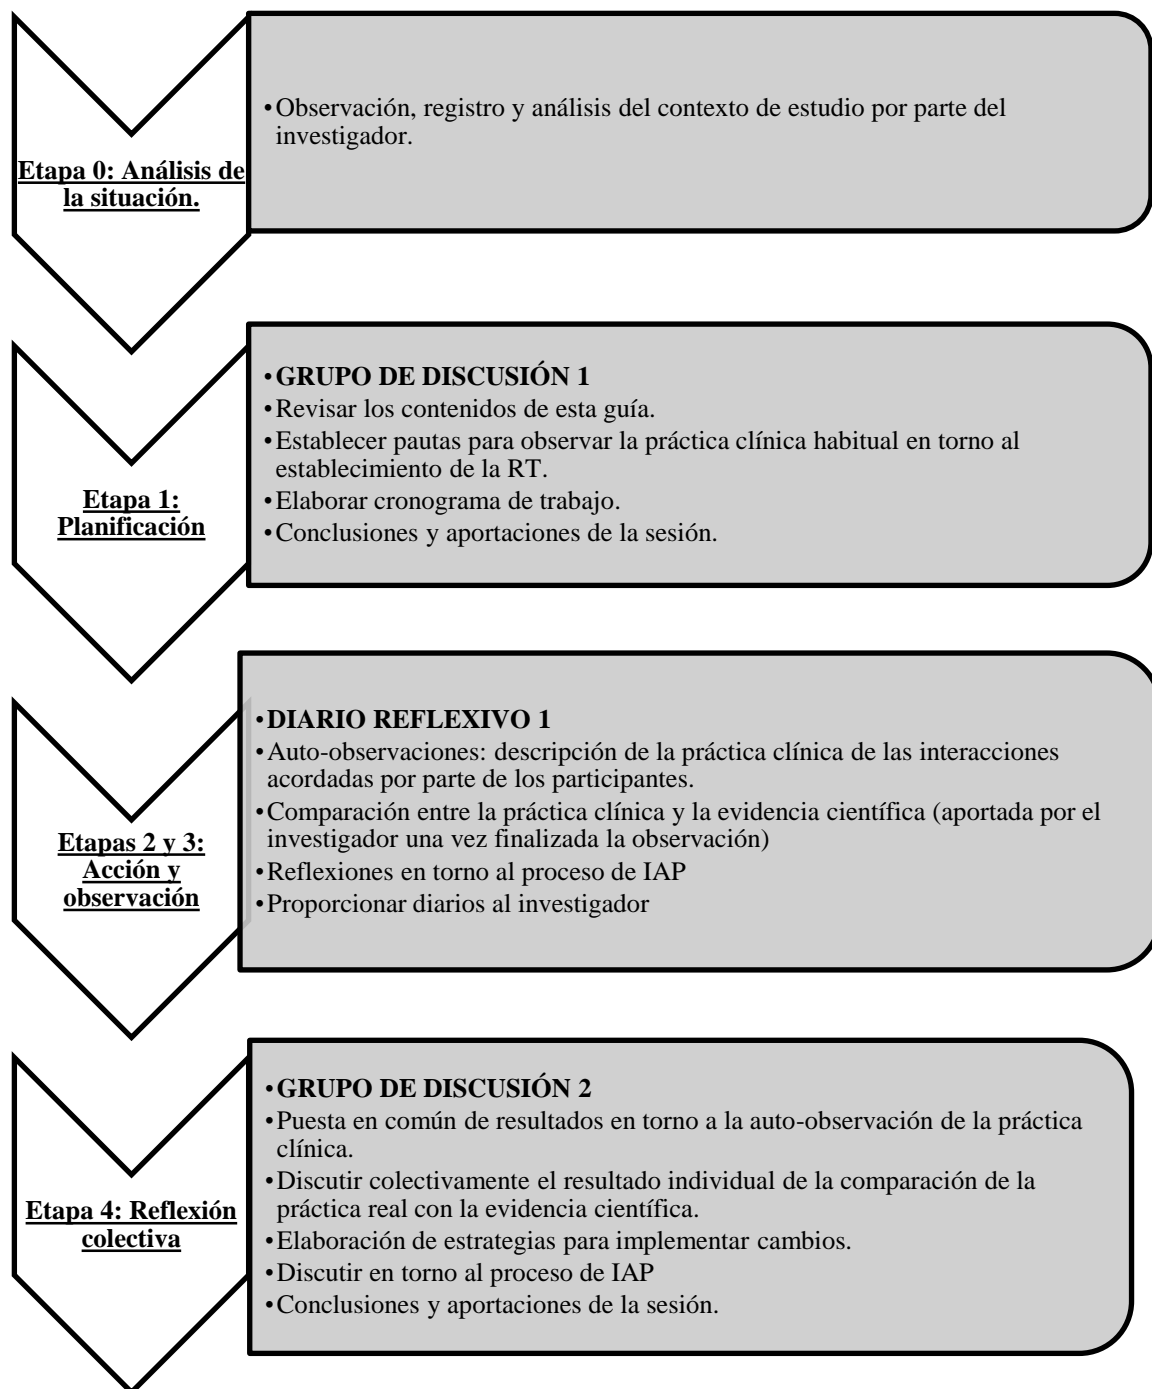 Etapa 0: Análisis de
la situación.
•Observación, registro y análisis del contexto de estudio por parte del
investigador.
Etapa 1:
Planificación
•GRUPO DE DISCUSIÓN 1
•Revisar los contenidos de esta guía.
•Establecer pautas para observar la práctica clínica habitual en torno al
establecimiento de la RT.
•Elaborar cronograma de trabajo.
•Conclusiones y aportaciones de la sesión.
Etapas 2 y 3:
Acción y
observación
•DIARIO REFLEXIVO 1
•Auto-observaciones: descripción de la práctica clínica de las interacciones
acordadas por parte de los participantes.
•Comparación entre la práctica clínica y la evidencia científica (aportada por el
investigador una vez finalizada la observación)
•Reflexiones en torno al proceso de IAP
•Proporcionar diarios al investigador
Etapa 4: Reflexión
colectiva
•GRUPO DE DISCUSIÓN 2
•Puesta en común de resultados en torno a la auto-observación de la práctica
clínica.
•Discutir colectivamente el resultado individual de la comparación de la
práctica real con la evidencia científica.
•Elaboración de estrategias para implementar cambios.
•Discutir en torno al proceso de IAP
•Conclusiones y aportaciones de la sesión.